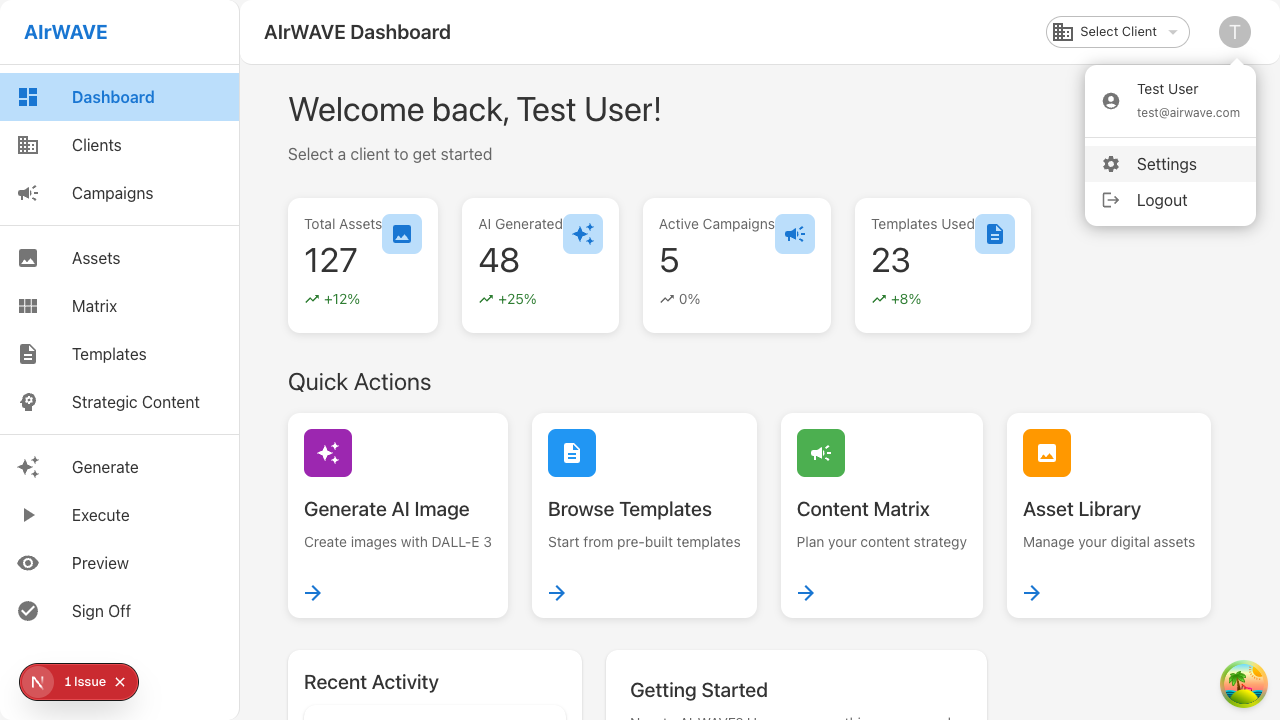 AIrWAVE
Dashboard
Clients
Campaigns
Assets
Matrix
Templates
Strategic Content
Generate
Execute
Preview
Sign Off
N 1 Issue
AIrWAVE Dashboard
Select Client
T
Test User
test@airwave.com
Settings
Logout
Welcome back, Test User!
Select a client to get started
Total Assets
127
+12%
AI Generated
48
+25%
Active Campaigns
5
0%
Templates Used
23
+8%
Quick Actions
Generate AI Image
Create images with DALL-E 3
Browse Templates
Start from pre-built templates
Content Matrix
Plan your content strategy
Asset Library
Manage your digital assets
Recent Activity
Getting Started